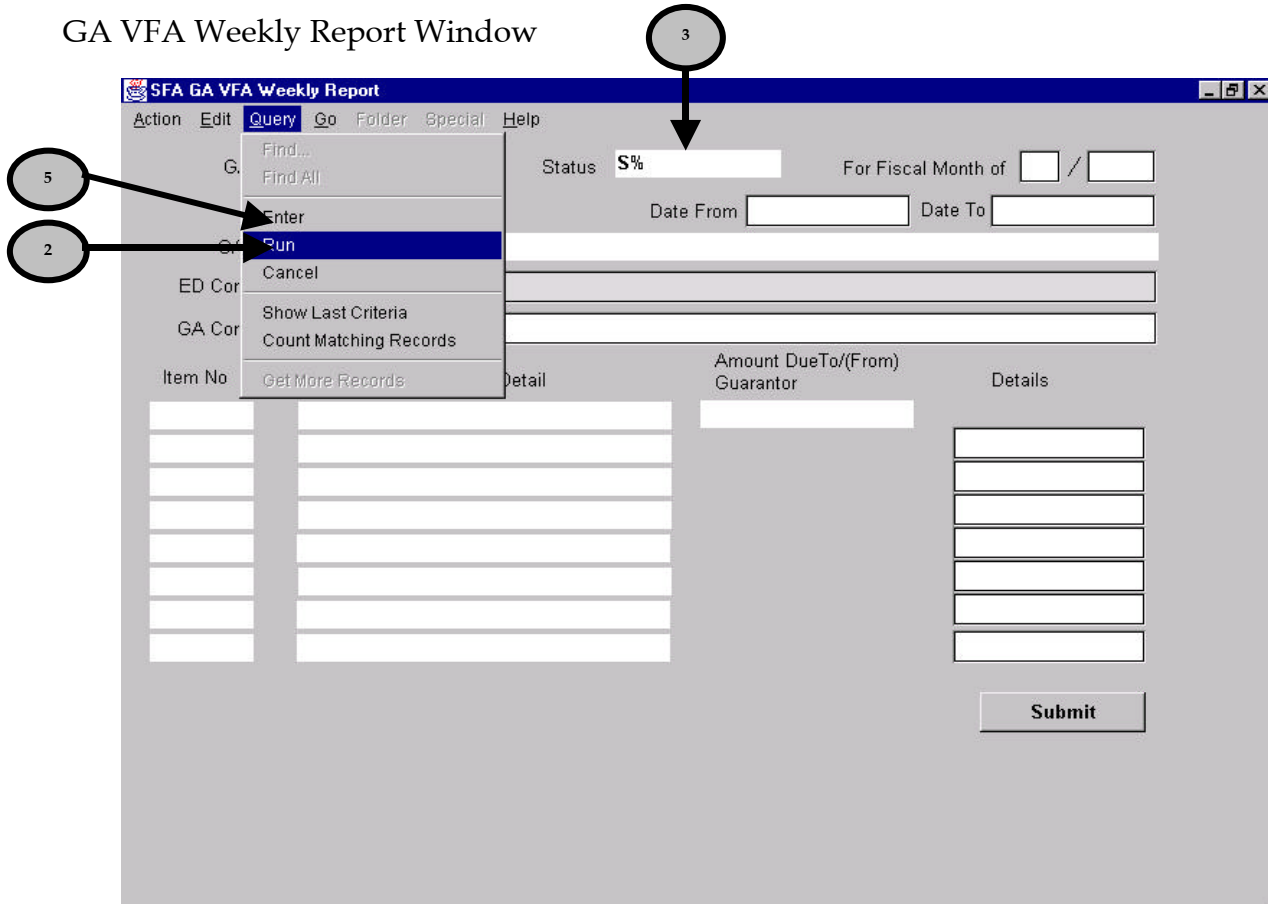 GA VFA Weekly Report Window
3
SFA GA VFA Weekly Report
Action Edit Query Go Folder Special Help
Find...
Find All
Enter
Run
Cancel
Show Last Criteria
Count Matching Records
Get More Records
5
2
G.
Status S% For Fiscal Month of /
Date From Date To
ED Cor
GA Cor
Item No Detail Amount DueTo/(From)
Guarantor Details
Submit